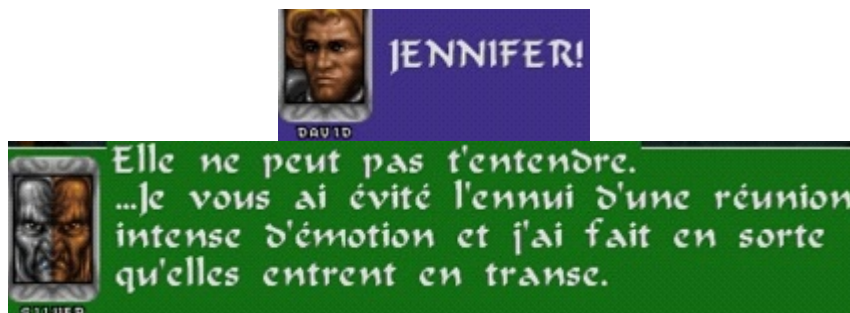 JENNIFER!
DAVID
Elle ne peut pas t'entendre.
...Je vous ai évité l'ennui d'une réunion
intense d'émotion et j'ai fait en sorte
qu'elles entrent en transe.